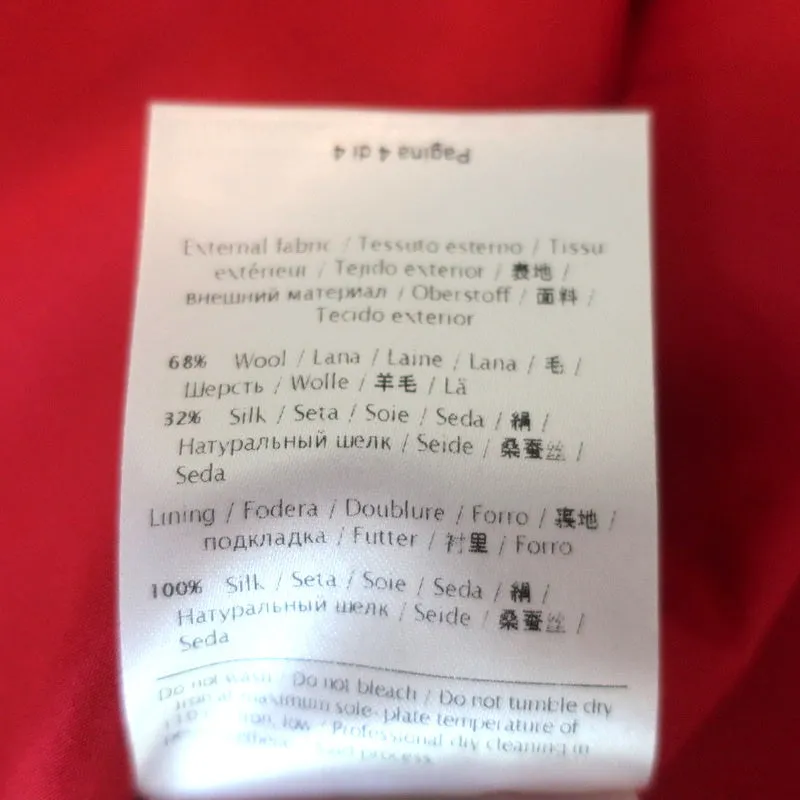 Pagina 4 di 4
External fabric / Tessuto esterno / Tissu
extérieur / Tejido exterior / 表地 /
внешний материал / Oberstoff / 面料 /
Tecido exterior
68% Wool / Lana / Laine / Lana / 毛 /
Шерсть / Wolle / 羊毛 / Lã
32% Silk / Seta / Soie / Seda / 絹 /
Натуральный шелк / Seide / 桑蚕丝 /
Seda
Lining / Fodera / Doublure / Forro / 裏地 /
подкладка / Futter / 衬里 / Forro
100% Silk / Seta / Soie / Seda / 絹 /
Натуральный шелк / Seide / 桑蚕丝 /
Seda
Do not wash / Do not bleach / Do not tumble dry
at maximum sole-plate temperature of
low / Professional dry cleaning in
process